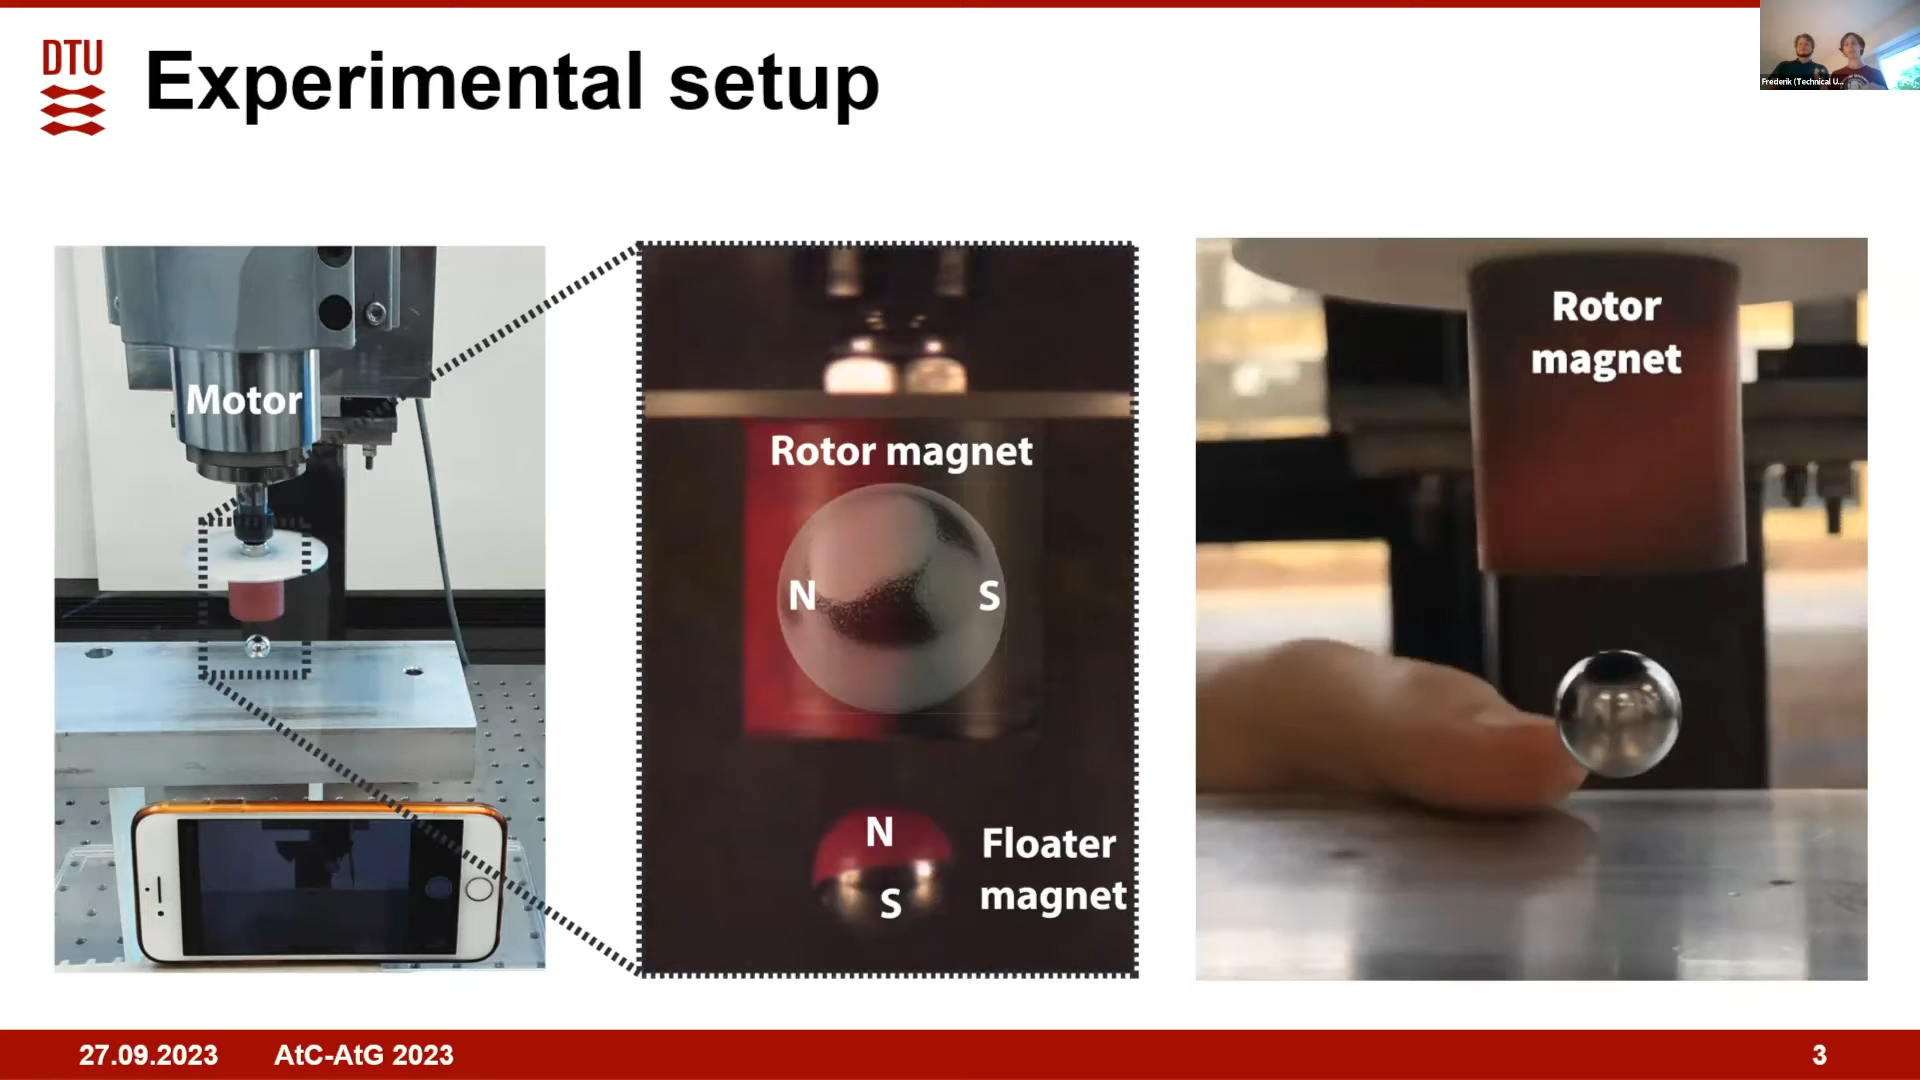 DTU
Experimental setup
Frederik (Technical U...
Motor
Rotor magnet
N
S
N
S
Floater
magnet
Rotor
magnet
27.09.2023
AtC-AtG 2023
3